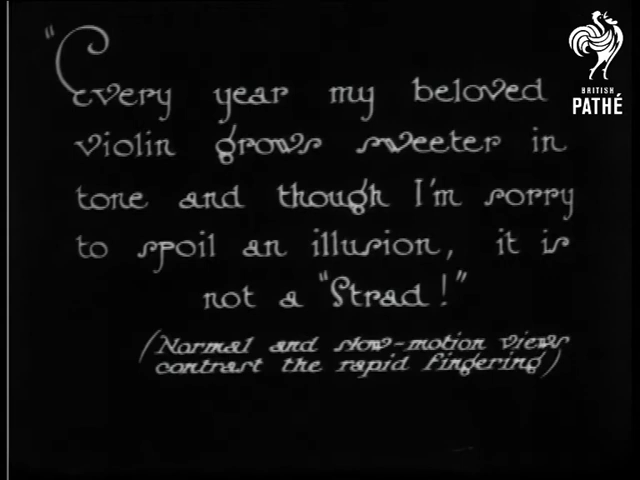 "Every year my beloved
violin grows sweeter in
tone and though I'm sorry
to spoil an illusion, it is
not a "Strad!"
(Normal and slow-motion views
contrast the rapid fingering)
BRITISH
PATHÉ